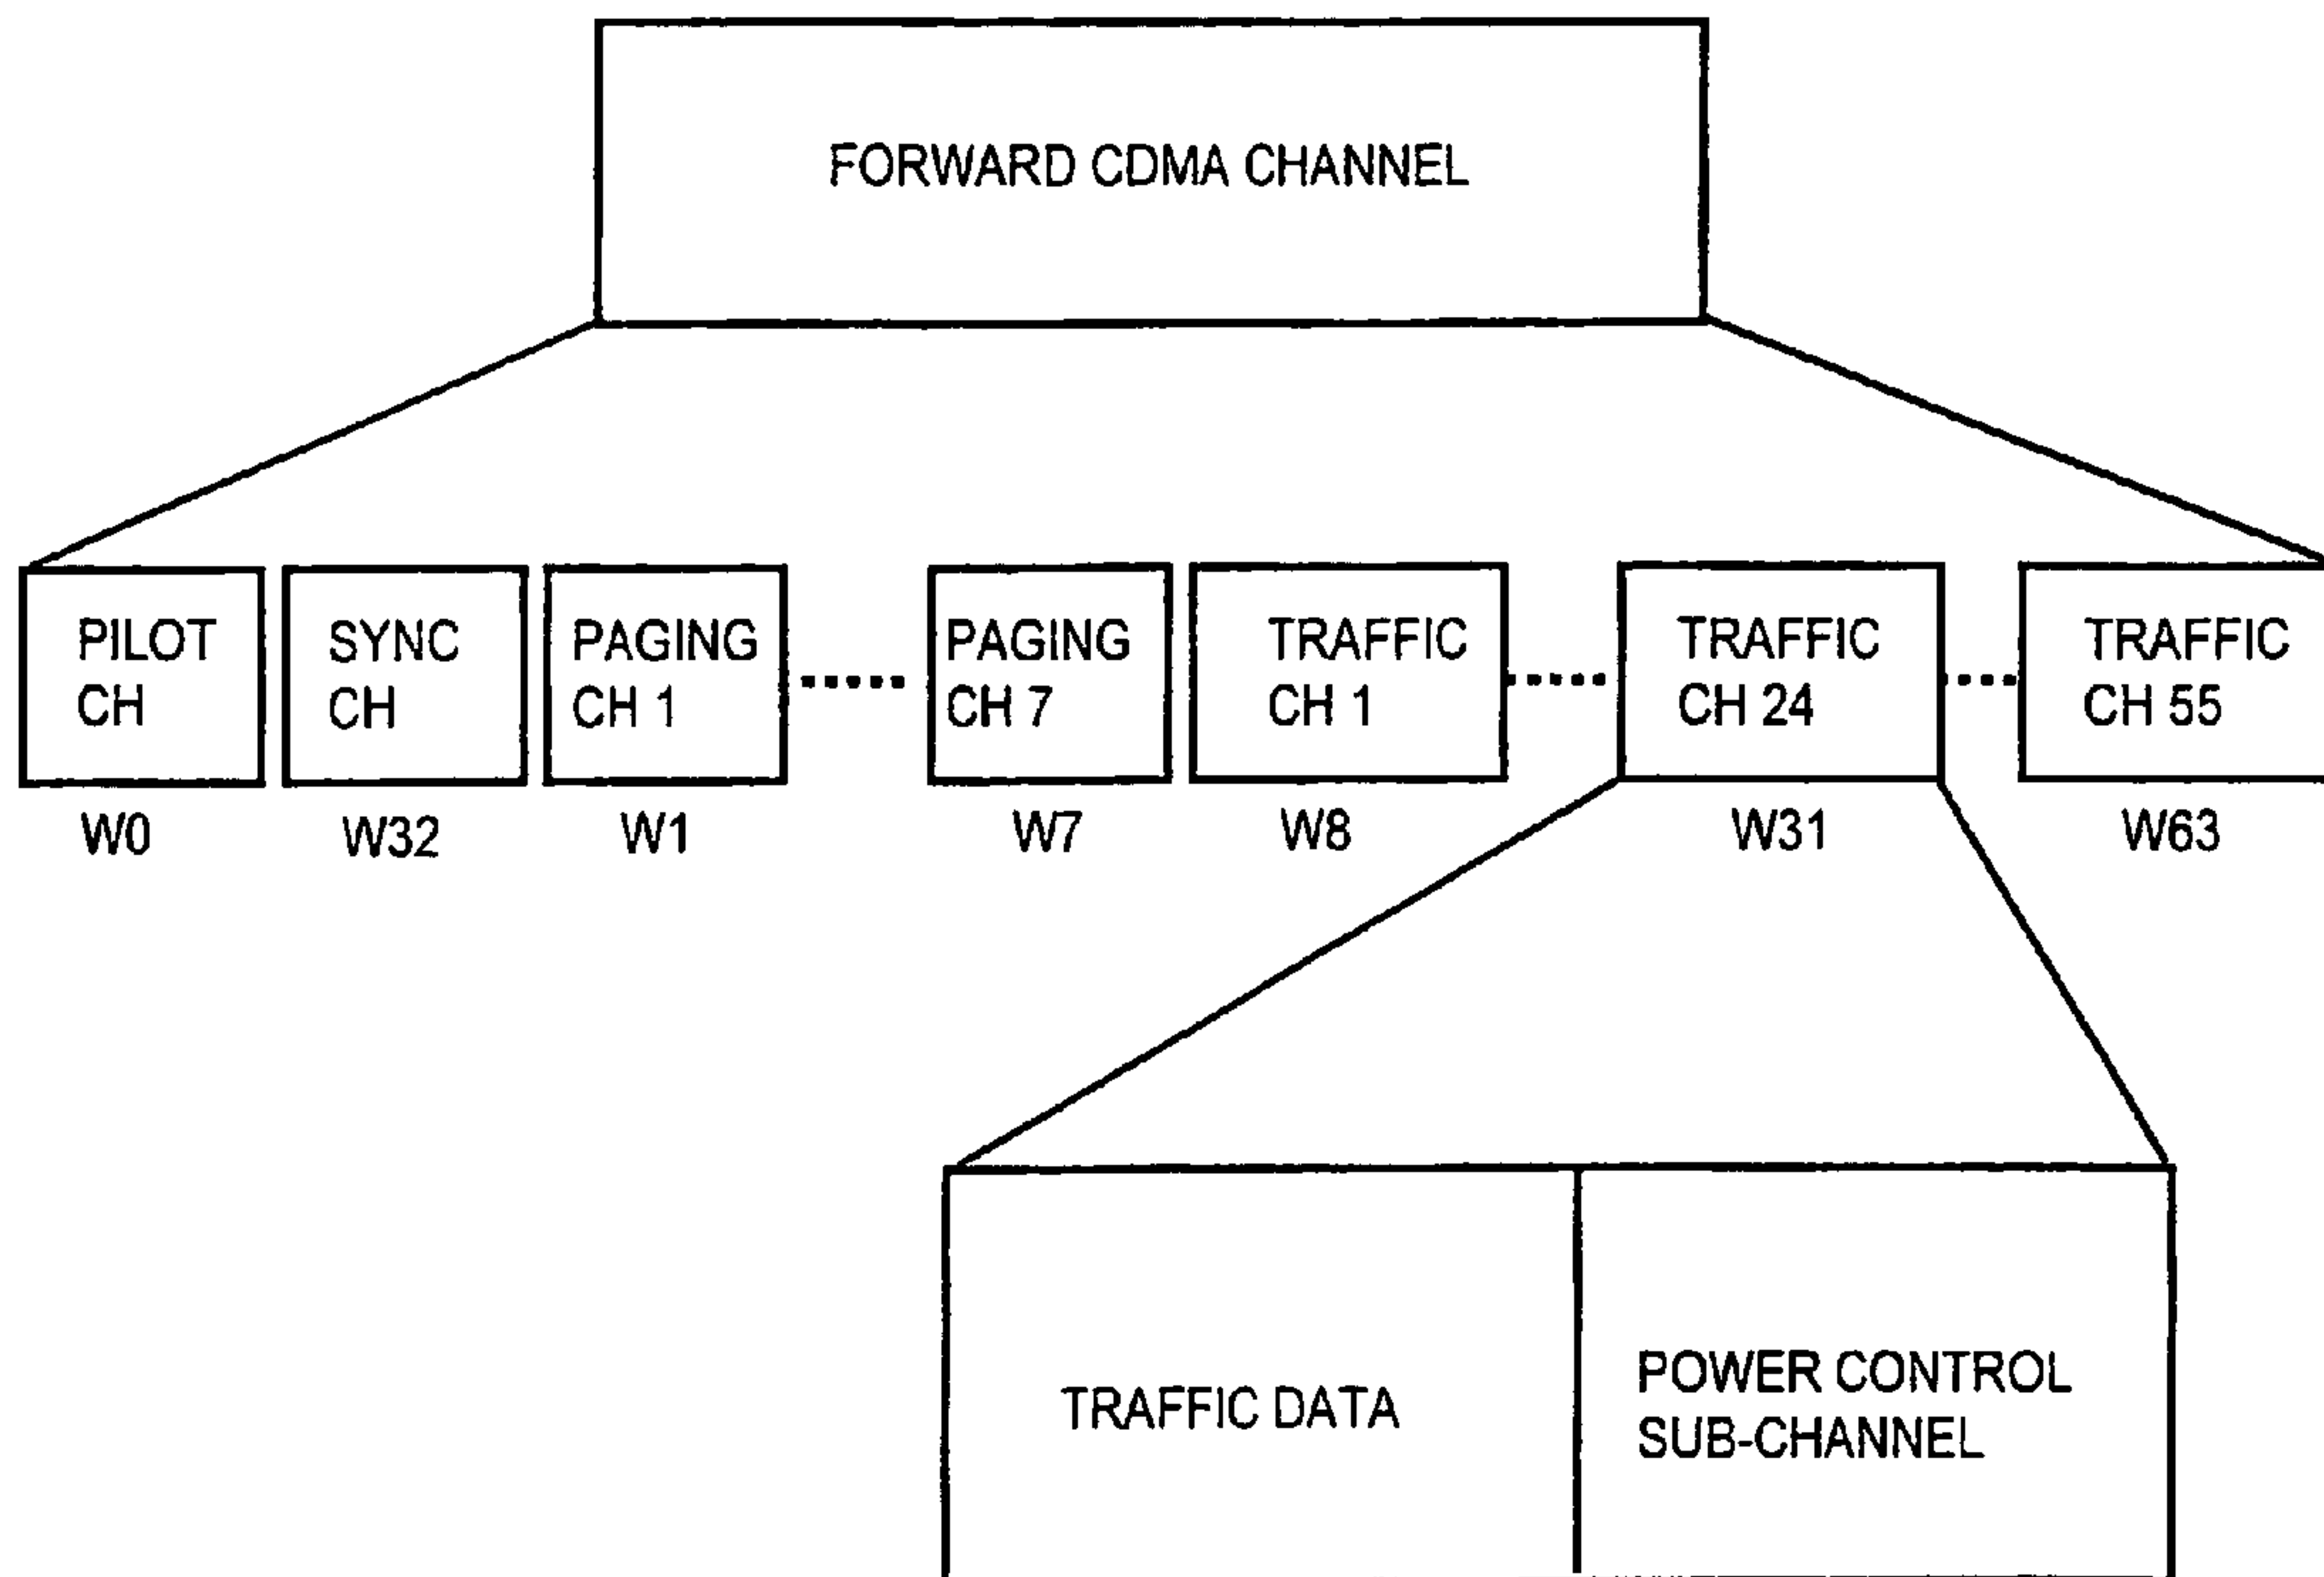 FORWARD CDMA CHANNEL
PILOT
CH
SYNC
CH
PAGING
CH 1
PAGING
CH 7
TRAFFIC
CH 1
TRAFFIC
CH 24
TRAFFIC
CH 55
W0
W32
W1
W7
W8
W31
W63
TRAFFIC DATA
POWER CONTROL
SUB-CHANNEL